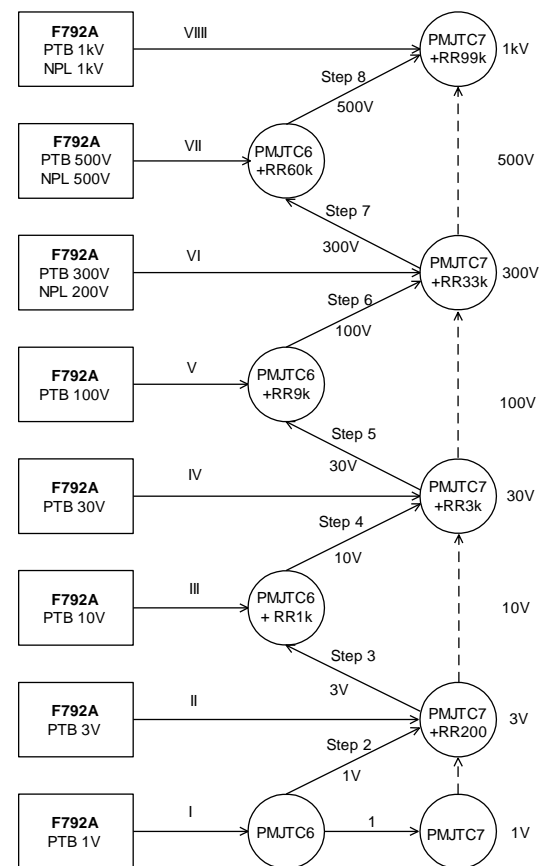 F792A
PTB 1kV
NPL 1kV
VIIII
PMJTC7
+RR99k
1kV
Step 8
500V
F792A
PTB 500V
NPL 500V
VII
PMJTC6
+RR60k
500V
Step 7
300V
F792A
PTB 300V
NPL 200V
VI
PMJTC7
+RR33k
300V
Step 6
100V
F792A
PTB 100V
V
PMJTC6
+RR9k
100V
Step 5
30V
F792A
PTB 30V
IV
PMJTC7
+RR3k
30V
Step 4
10V
F792A
PTB 10V
III
PMJTC6
+ RR1k
10V
Step 3
3V
F792A
PTB 3V
II
PMJTC7
+RR200
3V
Step 2
1V
F792A
PTB 1V
I
PMJTC6
1
PMJTC7
1V